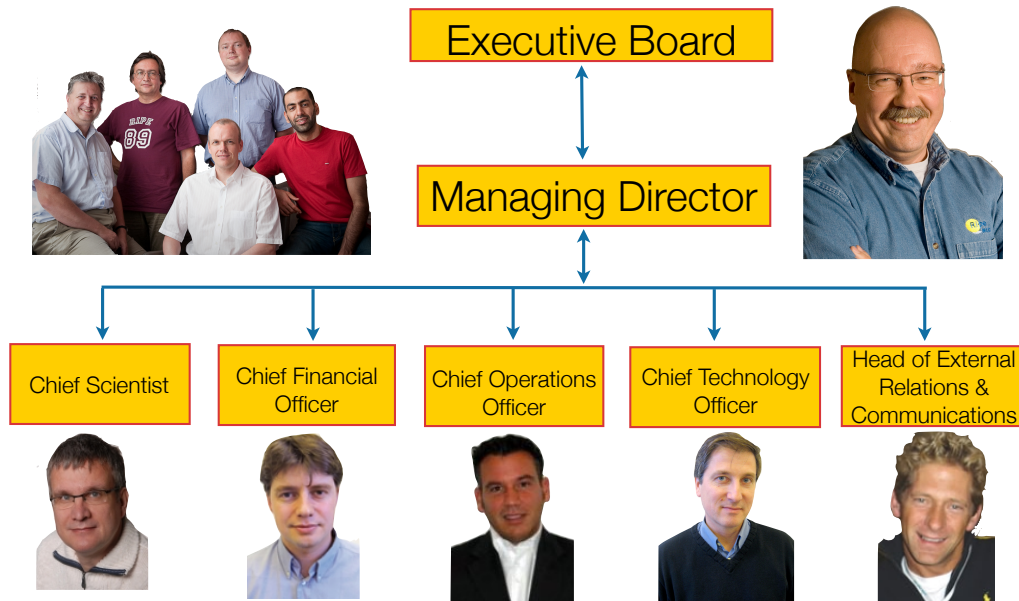 Executive Board
RIPE
89
Managing Director
Chief Scientist
Chief Financial
Officer
Chief Operations
Officer
Chief Technology
Officer
Head of External
Relations &
Communications